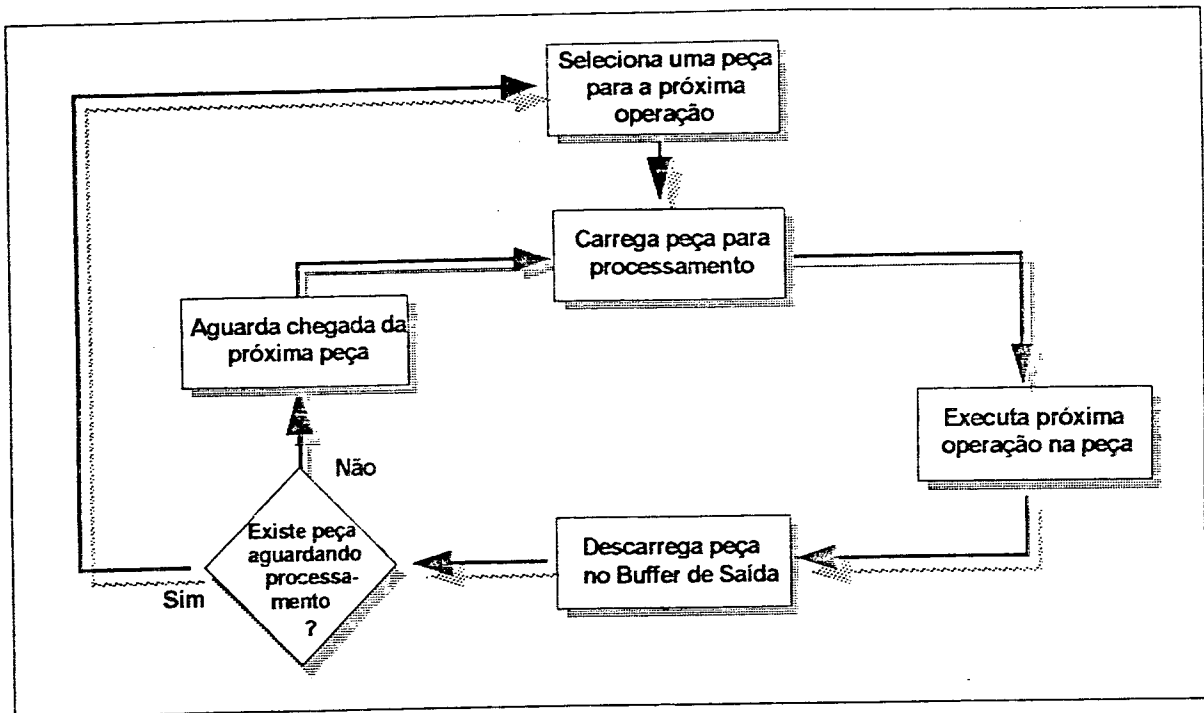 Seleciona uma peça
para a próxima
operação
Carrega peça para
processamento
Aguarda chegada da
próxima peça
Executa próxima
operação na peça
Não
Existe peça
aguardando
processa-
mento
?
Sim
Descarrega peça
no Buffer de Saída